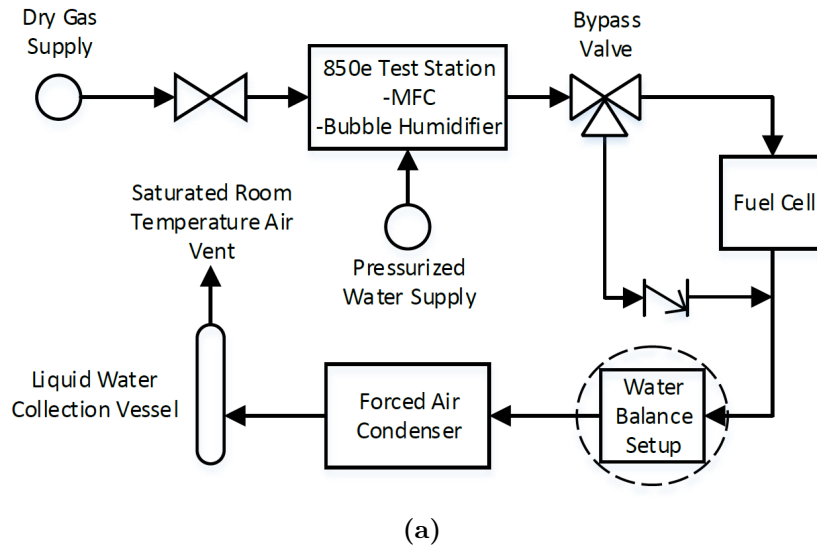 Dry Gas
Supply
850e Test Station
-MFC
-Bubble Humidifier
Bypass
Valve
Fuel Cell
Saturated Room
Temperature Air
Vent
Pressurized
Water Supply
Liquid Water
Collection Vessel
Forced Air
Condenser
Water
Balance
Setup
(a)